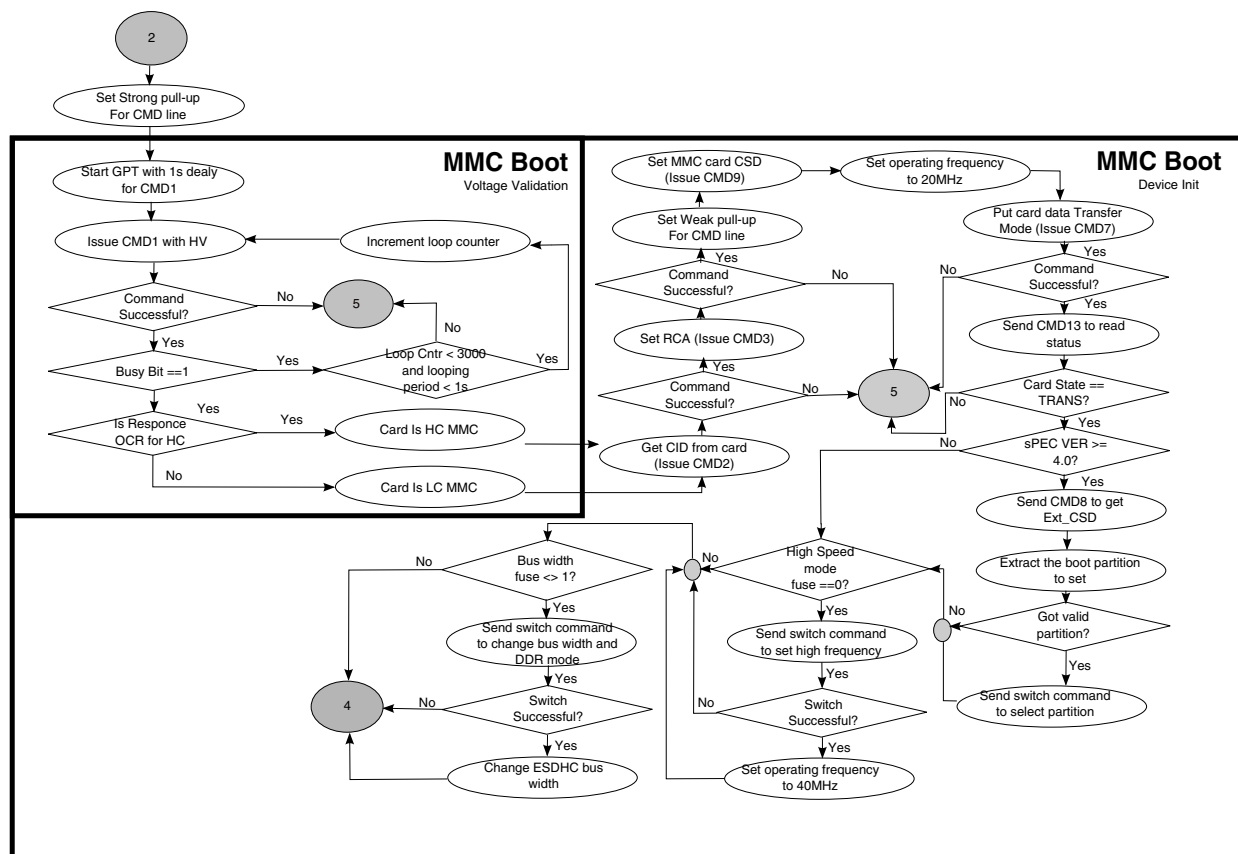 2
Set Strong pull-up
For CMD line
MMC Boot
Voltage Validation
Start GPT with 1s dealy
for CMD1
Issue CMD1 with HV
Increment loop counter
Command
Successful?
No
5
Yes
No
Busy Bit ==1
Yes
Loop Cntr < 3000
and looping
period < 1s
Yes
Yes
Is Responce
OCR for HC
Yes
Card Is HC MMC
No
Card Is LC MMC
MMC Boot
Device Init
Set MMC card CSD
(Issue CMD9)
Set operating frequency
to 20MHz
Set Weak pull-up
For CMD line
Put card data Transfer
Mode (Issue CMD7)
Yes
Command
Successful?
No
Yes
No
Command
Successful?
Yes
Set RCA (Issue CMD3)
Send CMD13 to read
status
Yes
Command
Successful?
No
5
No
Card State ==
TRANS?
Yes
Get CID from card
(Issue CMD2)
No
sPEC VER >=
4.0?
Yes
Send CMD8 to get
Ext_CSD
No
Bus width
fuse <> 1?
No
High Speed
mode
fuse ==0?
Extract the boot partition
to set
Yes
Yes
No
Got valid
partition?
Send switch command
to change bus width and
DDR mode
Send switch command
to set high frequency
Yes
Yes
Yes
4
No
Switch
Successful?
No
Switch
Successful?
Send switch command
to select partition
Yes
Yes
Change ESDHC bus
width
Set operating frequency
to 40MHz